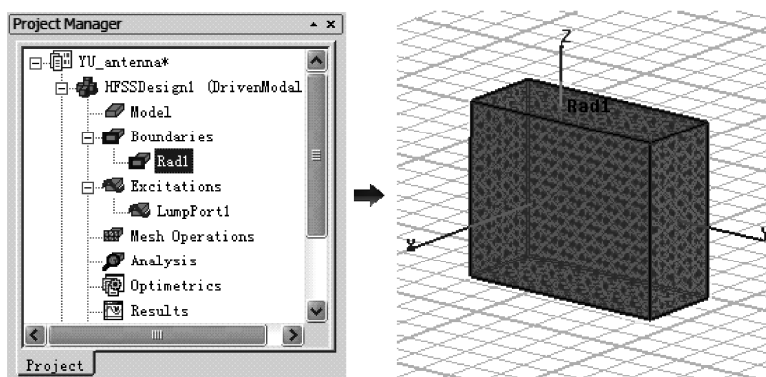 Project Manager
YU_antenna*
HFSSDesign1 (DrivenModal
Model
Boundaries
Rad1
Excitations
LumpPort1
Mesh Operations
Analysis
Optimetrics
Results
Project
Z
Rad1
X
Y